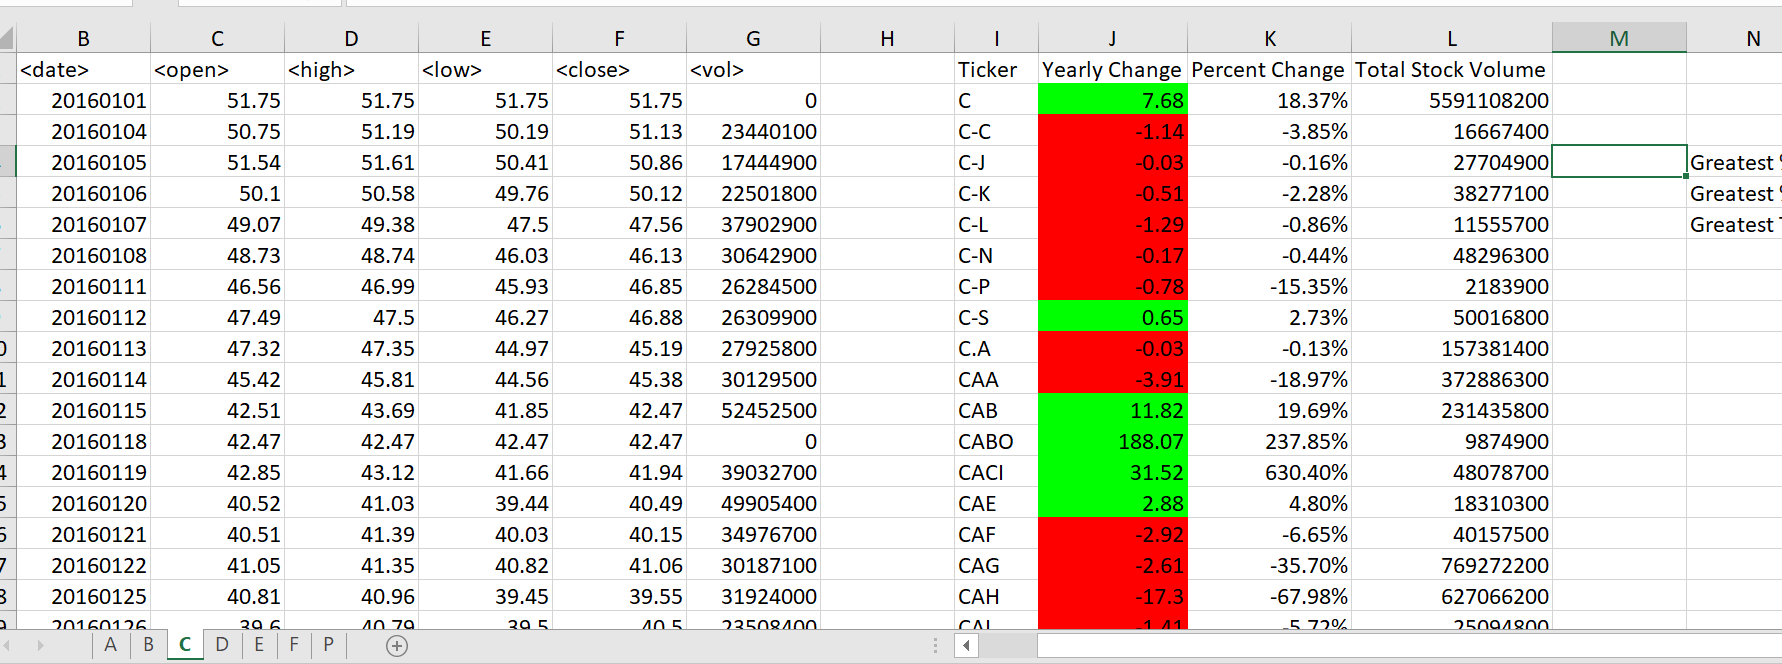 B C D E F G H I J K L M N
<date> <open> <high> <low> <close> <vol> Ticker Yearly Change Percent Change Total Stock Volume
20160101 51.75 51.75 51.75 51.75 0 C 7.68 18.37% 5591108200
20160104 50.75 51.19 50.19 51.13 23440100 C-C -1.14 -3.85% 16667400
20160105 51.54 51.61 50.41 50.86 17444900 C-J -0.03 -0.16% 27704900 Greatest
20160106 50.1 50.58 49.76 50.12 22501800 C-K -0.51 -2.28% 38277100 Greatest
20160107 49.07 49.38 47.5 47.56 37902900 C-L -1.29 -0.86% 11555700 Greatest
20160108 48.73 48.74 46.03 46.13 30642900 C-N -0.17 -0.44% 48296300
20160111 46.56 46.99 45.93 46.85 26284500 C-P -0.78 -15.35% 2183900
20160112 47.49 47.5 46.27 46.88 26309900 C-S 0.65 2.73% 50016800
20160113 47.32 47.35 44.97 45.19 27925800 C.A -0.03 -0.13% 157381400
20160114 45.42 45.81 44.56 45.38 30129500 CAA -3.91 -18.97% 372886300
20160115 42.51 43.69 41.85 42.47 52452500 CAB 11.82 19.69% 231435800
20160118 42.47 42.47 42.47 42.47 0 CABO 188.07 237.85% 9874900
20160119 42.85 43.12 41.66 41.94 39032700 CACI 31.52 630.40% 48078700
20160120 40.52 41.03 39.44 40.49 49905400 CAE 2.88 4.80% 18310300
20160121 40.51 41.39 40.03 40.15 34976700 CAF -2.92 -6.65% 40157500
20160122 41.05 41.35 40.82 41.06 30187100 CAG -2.61 -35.70% 769272200
20160125 40.81 40.96 39.45 39.55 31924000 CAH -17.3 -67.98% 627066200
20160126 39.6 40.79 39.5 40.5 23508400 -1.41 -5.72% 25094800
A B C D E F P